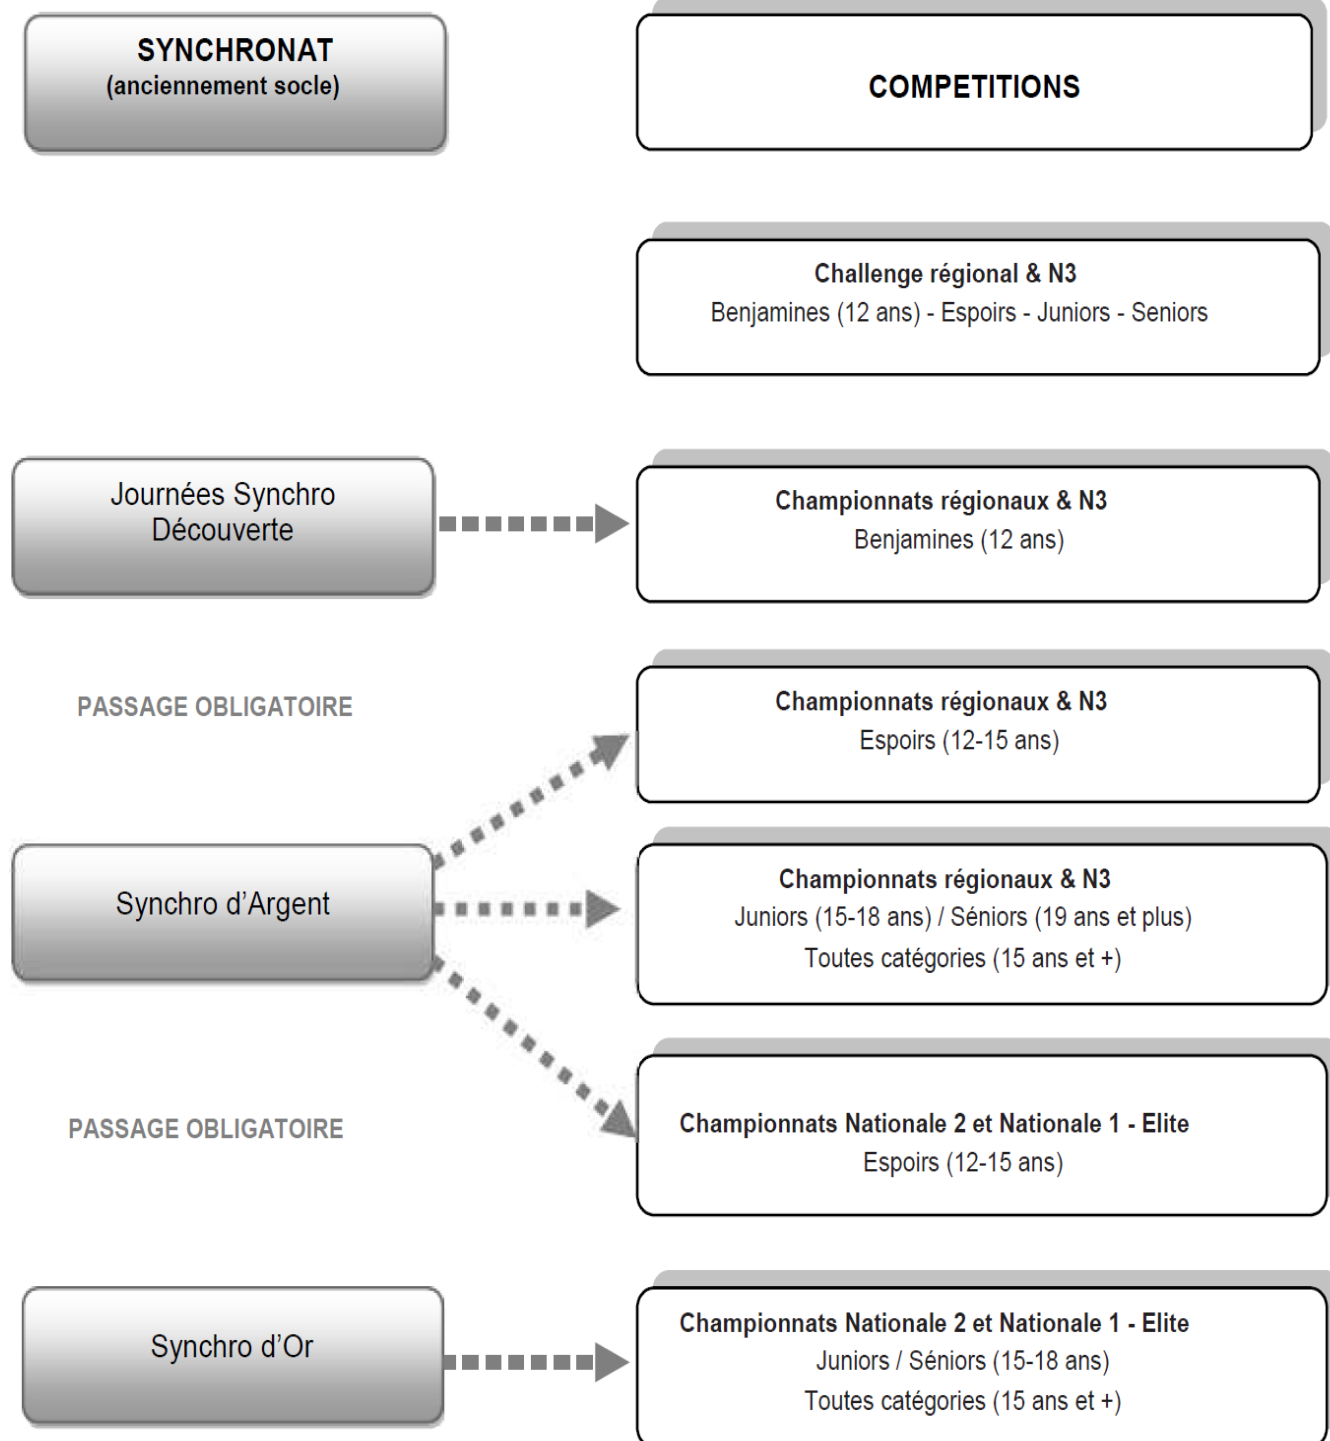 SYNCHRONAT
(anciennement socle)
COMPETITIONS
Challenge régional & N3
Benjamines (12 ans) - Espoirs - Juniors - Seniors
Journées Synchro
Découverte
Championnats régionaux & N3
Benjamines (12 ans)
PASSAGE OBLIGATOIRE
Championnats régionaux & N3
Espoirs (12-15 ans)
Synchro d’Argent
Championnats régionaux & N3
Juniors (15-18 ans) / Séniors (19 ans et plus)
Toutes catégories (15 ans et +)
PASSAGE OBLIGATOIRE
Championnats Nationale 2 et Nationale 1 - Elite
Espoirs (12-15 ans)
Synchro d’Or
Championnats Nationale 2 et Nationale 1 - Elite
Juniors / Séniors (15-18 ans)
Toutes catégories (15 ans et +)